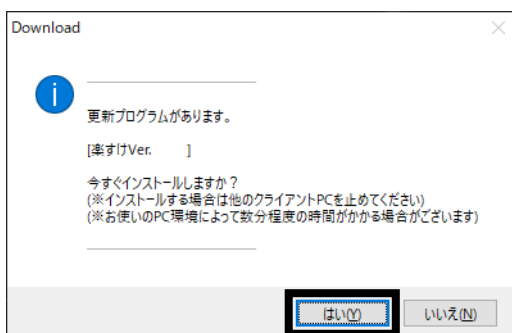 Download
更新プログラムがあります。
[楽すけVer.　　]
今すぐインストールしますか？
(※インストールする場合は他のクライアントPCを止めてください)
(※お使いのPC環境によって数分程度の時間がかかる場合がございます)
はい(Y)
いいえ(N)